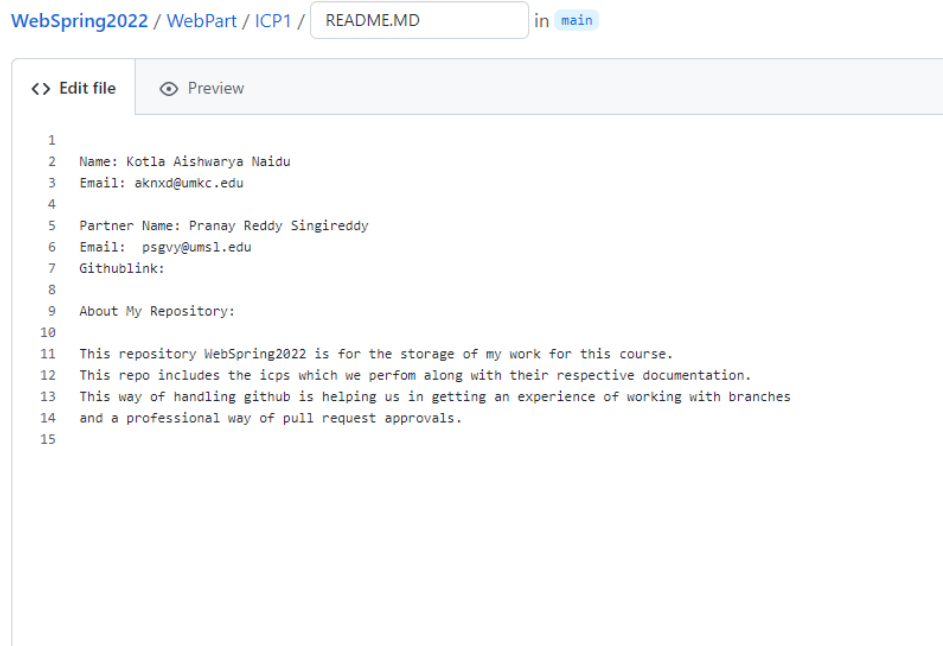 WebSpring2022 / WebPart / ICP1 / README.MD in main
<> Edit file Preview
1
2 Name: Kotla Aishwarya Naidu
3 Email: aknxd@umkc.edu
4
5 Partner Name: Pranay Reddy Singireddy
6 Email:  psgvy@umsl.edu
7 Githublink:
8
9 About My Repository:
10
11 This repository WebSpring2022 is for the storage of my work for this course.
12 This repo includes the icps which we perfom along with their respective documentation.
13 This way of handling github is helping us in getting an experience of working with branches
14 and a professional way of pull request approvals.
15